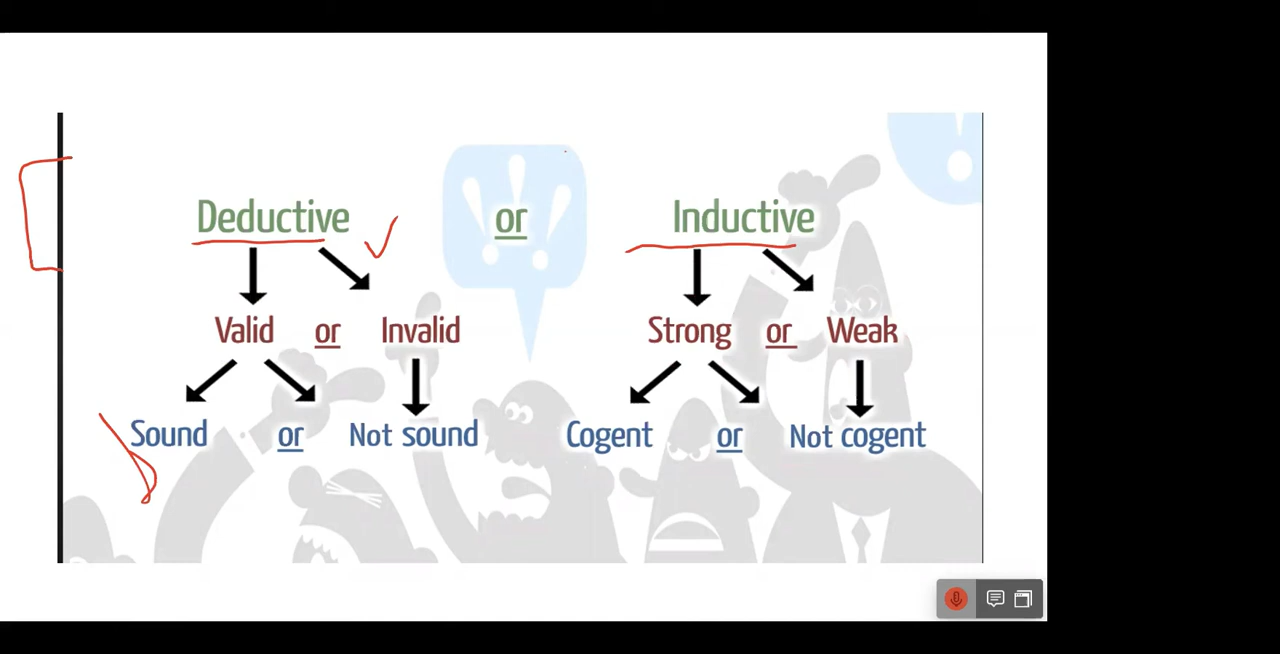 Deductive or Inductive
Valid or Invalid Strong or Weak
Sound or Not sound Cogent or Not cogent